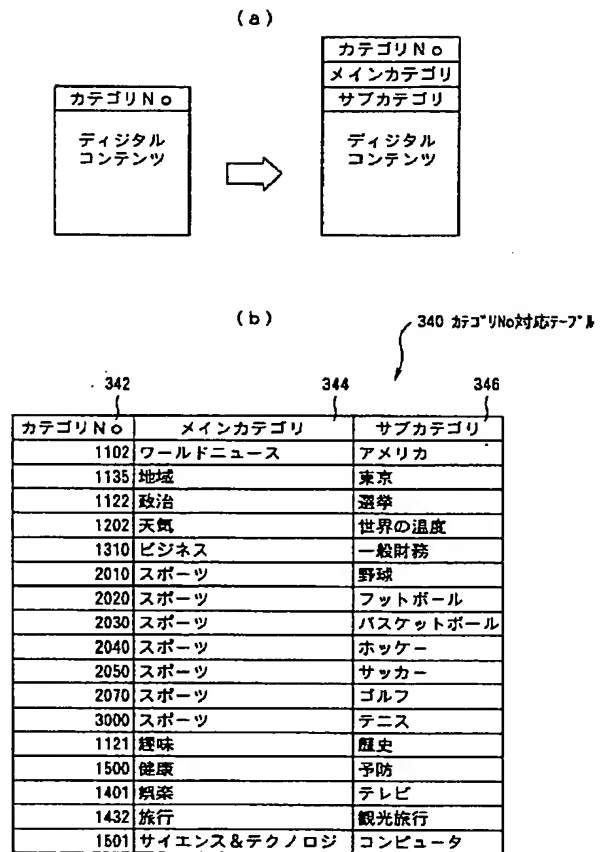 (a)
カテゴリNo
ディジタル
コンテンツ
カテゴリNo
メインカテゴリ
サブカテゴリ
ディジタル
コンテンツ
(b)
340 カテゴリNo対応テーブル
342 344 346
カテゴリNo メインカテゴリ サブカテゴリ
1102 ワールドニュース アメリカ
1135 地域 東京
1122 政治 選挙
1202 天気 世界の温度
1310 ビジネス 一般財務
2010 スポーツ 野球
2020 スポーツ フットボール
2030 スポーツ バスケットボール
2040 スポーツ ホッケー
2050 スポーツ サッカー
2070 スポーツ ゴルフ
3000 スポーツ テニス
1121 趣味 歴史
1500 健康 予防
1401 娯楽 テレビ
1432 旅行 観光旅行
1501 サイエンス&テクノロジ コンピュータ